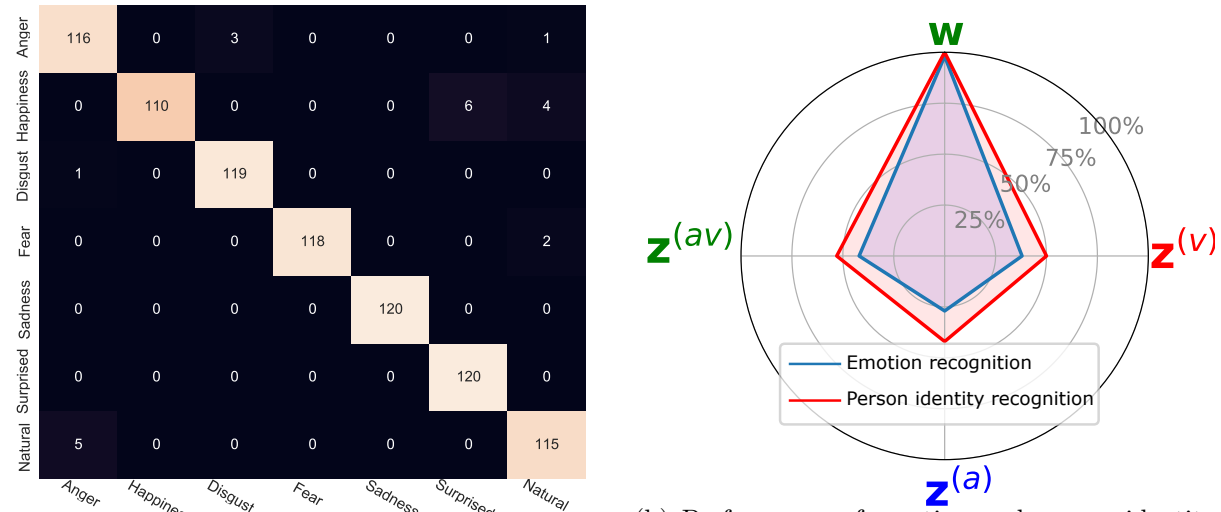 Anger 116 0 3 0 0 0 1
Happiness 0 110 0 0 0 6 4
Disgust 1 0 119 0 0 0 0
Fear 0 0 0 118 0 0 2
Sadness 0 0 0 0 120 0 0
Surprised 0 0 0 0 0 120 0
Natural 5 0 0 0 0 0 115
Anger Happines Disgust Fear Sadness Surprised Natural
w
100%
75%
50%
25%
z(av)
z(v)
Emotion recognition
Person identity recognition
z(a)